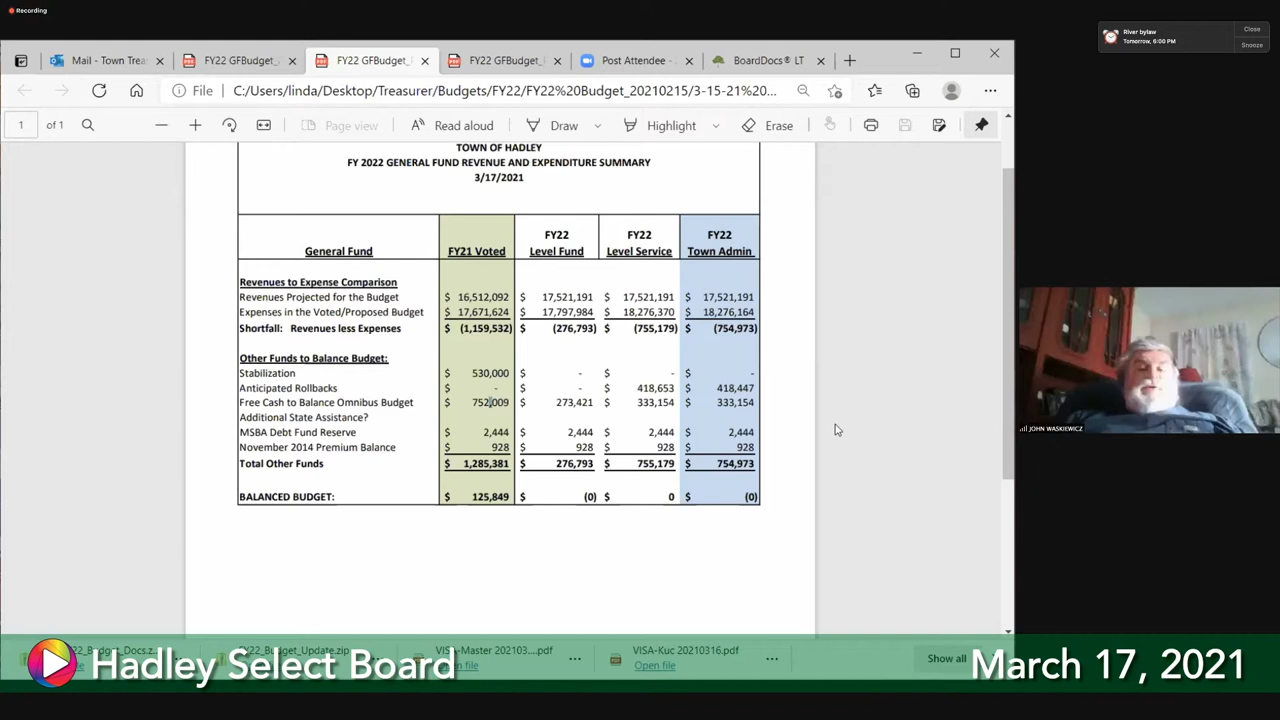 Recording
River bylaw
Tomorrow, 6:00 PM
Close
Snooze
Mail - Town Trea
FY22 GFBudget_
FY22 GFBudget_
FY22 GFBudget_
Post Attendee -
BoardDocs® LT
File C:/Users/linda/Desktop/Treasurer/Budgets/FY22/FY22%20Budget_20210215/3-15-21%20...
1 of 1 Page view Read aloud Draw Highlight Erase
TOWN OF HADLEY
FY 2022 GENERAL FUND REVENUE AND EXPENDITURE SUMMARY
3/17/2021
General Fund FY21 Voted FY22 Level Fund FY22 Level Service FY22 Town Admin
Revenues to Expense Comparison
Revenues Projected for the Budget $ 16,512,092 $ 17,521,191 $ 17,521,191 $ 17,521,191
Expenses in the Voted/Proposed Budget $ 17,671,624 $ 17,797,984 $ 18,276,370 $ 18,276,164
Shortfall: Revenues less Expenses $ (1,159,532) $ (276,793) $ (755,179) $ (754,973)
Other Funds to Balance Budget:
Stabilization $ 530,000 $ - $ - $ -
Anticipated Rollbacks $ - $ - $ 418,653 $ 418,447
Free Cash to Balance Omnibus Budget $ 752,009 $ 273,421 $ 333,154 $ 333,154
Additional State Assistance?
MSBA Debt Fund Reserve $ 2,444 $ 2,444 $ 2,444 $ 2,444
November 2014 Premium Balance $ 928 $ 928 $ 928 $ 928
Total Other Funds $ 1,285,381 $ 276,793 $ 755,179 $ 754,973
BALANCED BUDGET: $ 125,849 $ (0) $ 0 $ (0)
JOHN WASKIEWICZ
FY22_Budget_Docs.z...
FY22_Budget_Update.zip
VISA-Master 202103....pdf
Open file
VISA-Kuc 20210316.pdf
Open file
Show all
Hadley Select Board
March 17, 2021